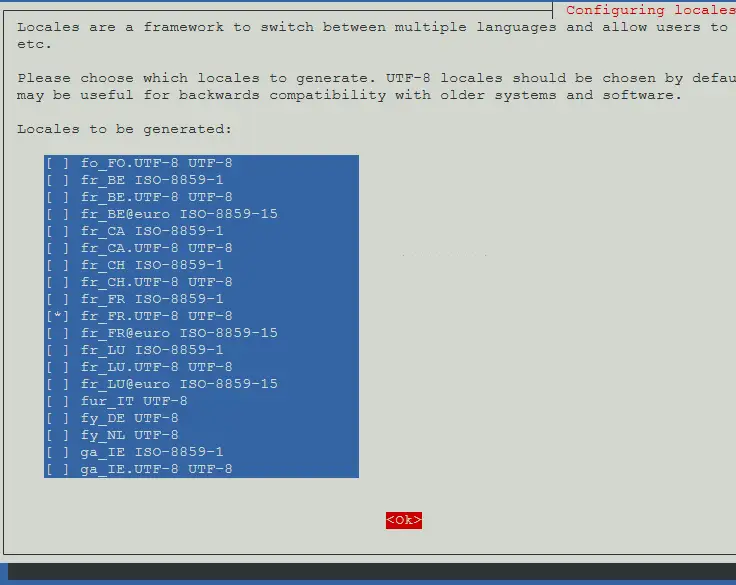 Configuring locales
Locales are a framework to switch between multiple languages and allow users to
etc.
Please choose which locales to generate. UTF-8 locales should be chosen by defau
may be useful for backwards compatibility with older systems and software.
Locales to be generated:
[ ] fo_FO.UTF-8 UTF-8
[ ] fr_BE ISO-8859-1
[ ] fr_BE.UTF-8 UTF-8
[ ] fr_BE@euro ISO-8859-15
[ ] fr_CA ISO-8859-1
[ ] fr_CA.UTF-8 UTF-8
[ ] fr_CH ISO-8859-1
[ ] fr_CH.UTF-8 UTF-8
[ ] fr_FR ISO-8859-1
[*] fr_FR.UTF-8 UTF-8
[ ] fr_FR@euro ISO-8859-15
[ ] fr_LU ISO-8859-1
[ ] fr_LU.UTF-8 UTF-8
[ ] fr_LU@euro ISO-8859-15
[ ] fur_IT UTF-8
[ ] fy_DE UTF-8
[ ] fy_NL UTF-8
[ ] ga_IE ISO-8859-1
[ ] ga_IE.UTF-8 UTF-8
<Ok>